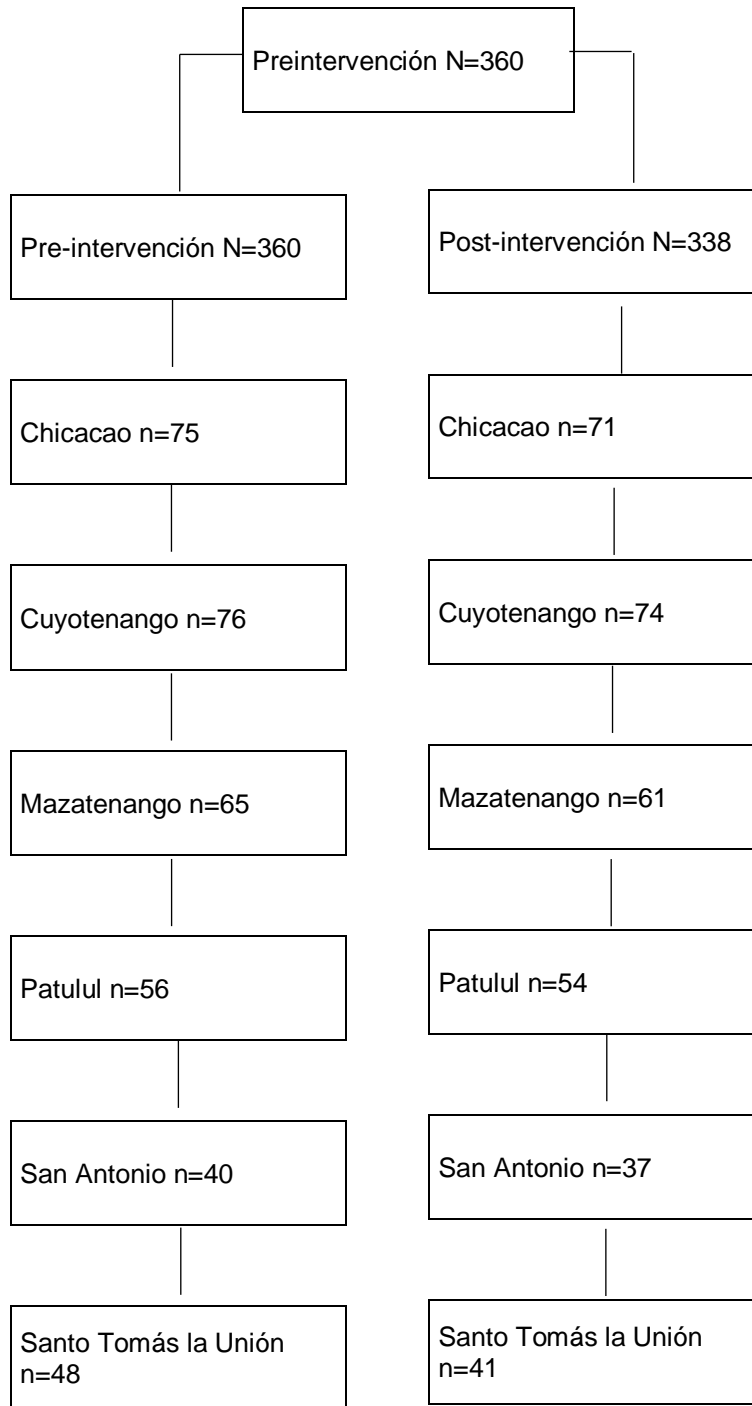 Preintervención N=360
Pre-intervención N=360
Post-intervención N=338
Chicacao n=75
Chicacao n=71
Cuyotenango n=76
Cuyotenango n=74
Mazatenango n=65
Mazatenango n=61
Patulul n=56
Patulul n=54
San Antonio n=40
San Antonio n=37
Santo Tomás la Unión
n=48
Santo Tomás la Unión
n=41